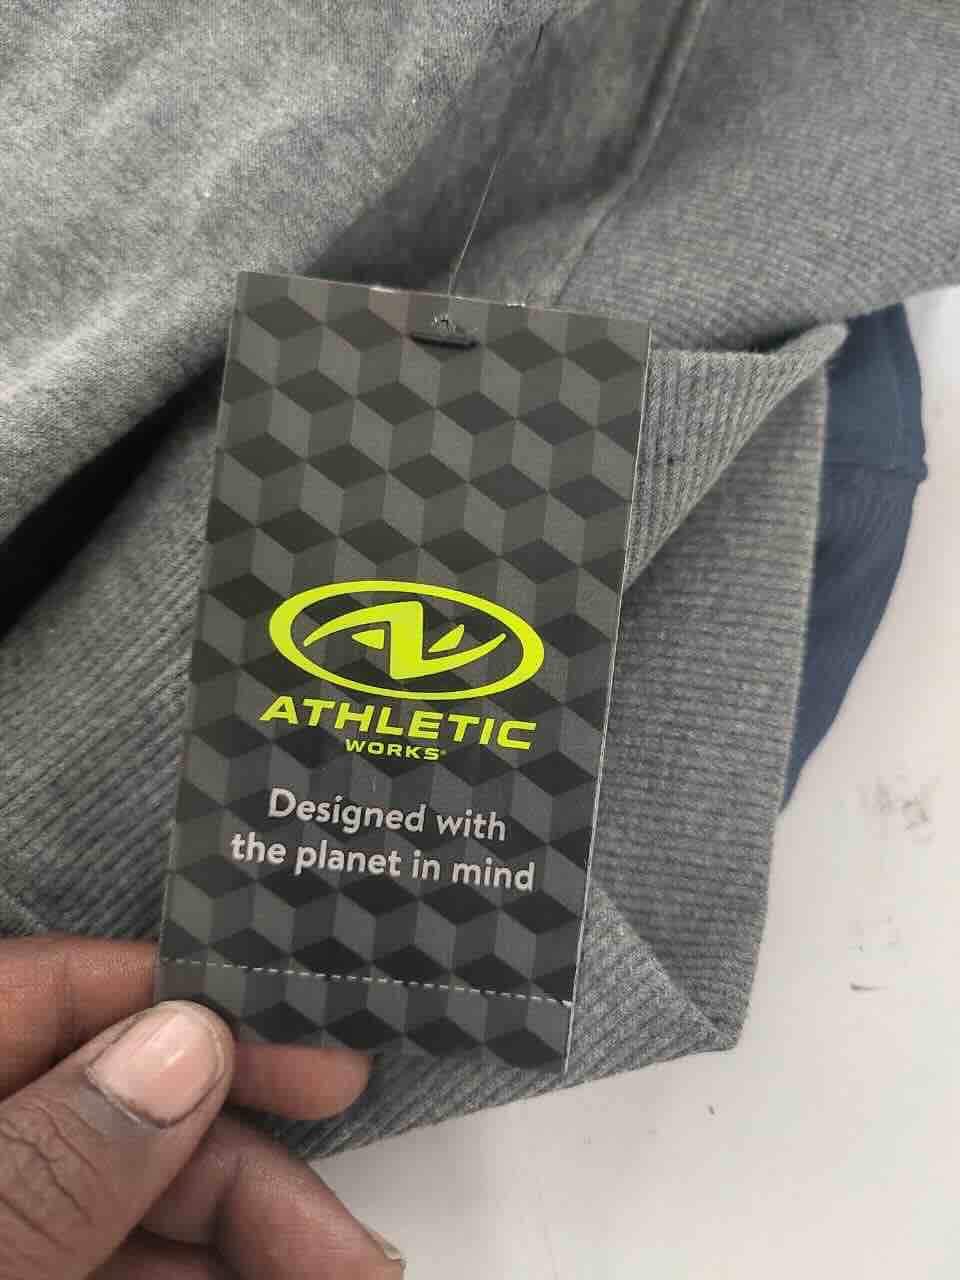 ATHLETIC
WORKS®
Designed with
the planet in mind